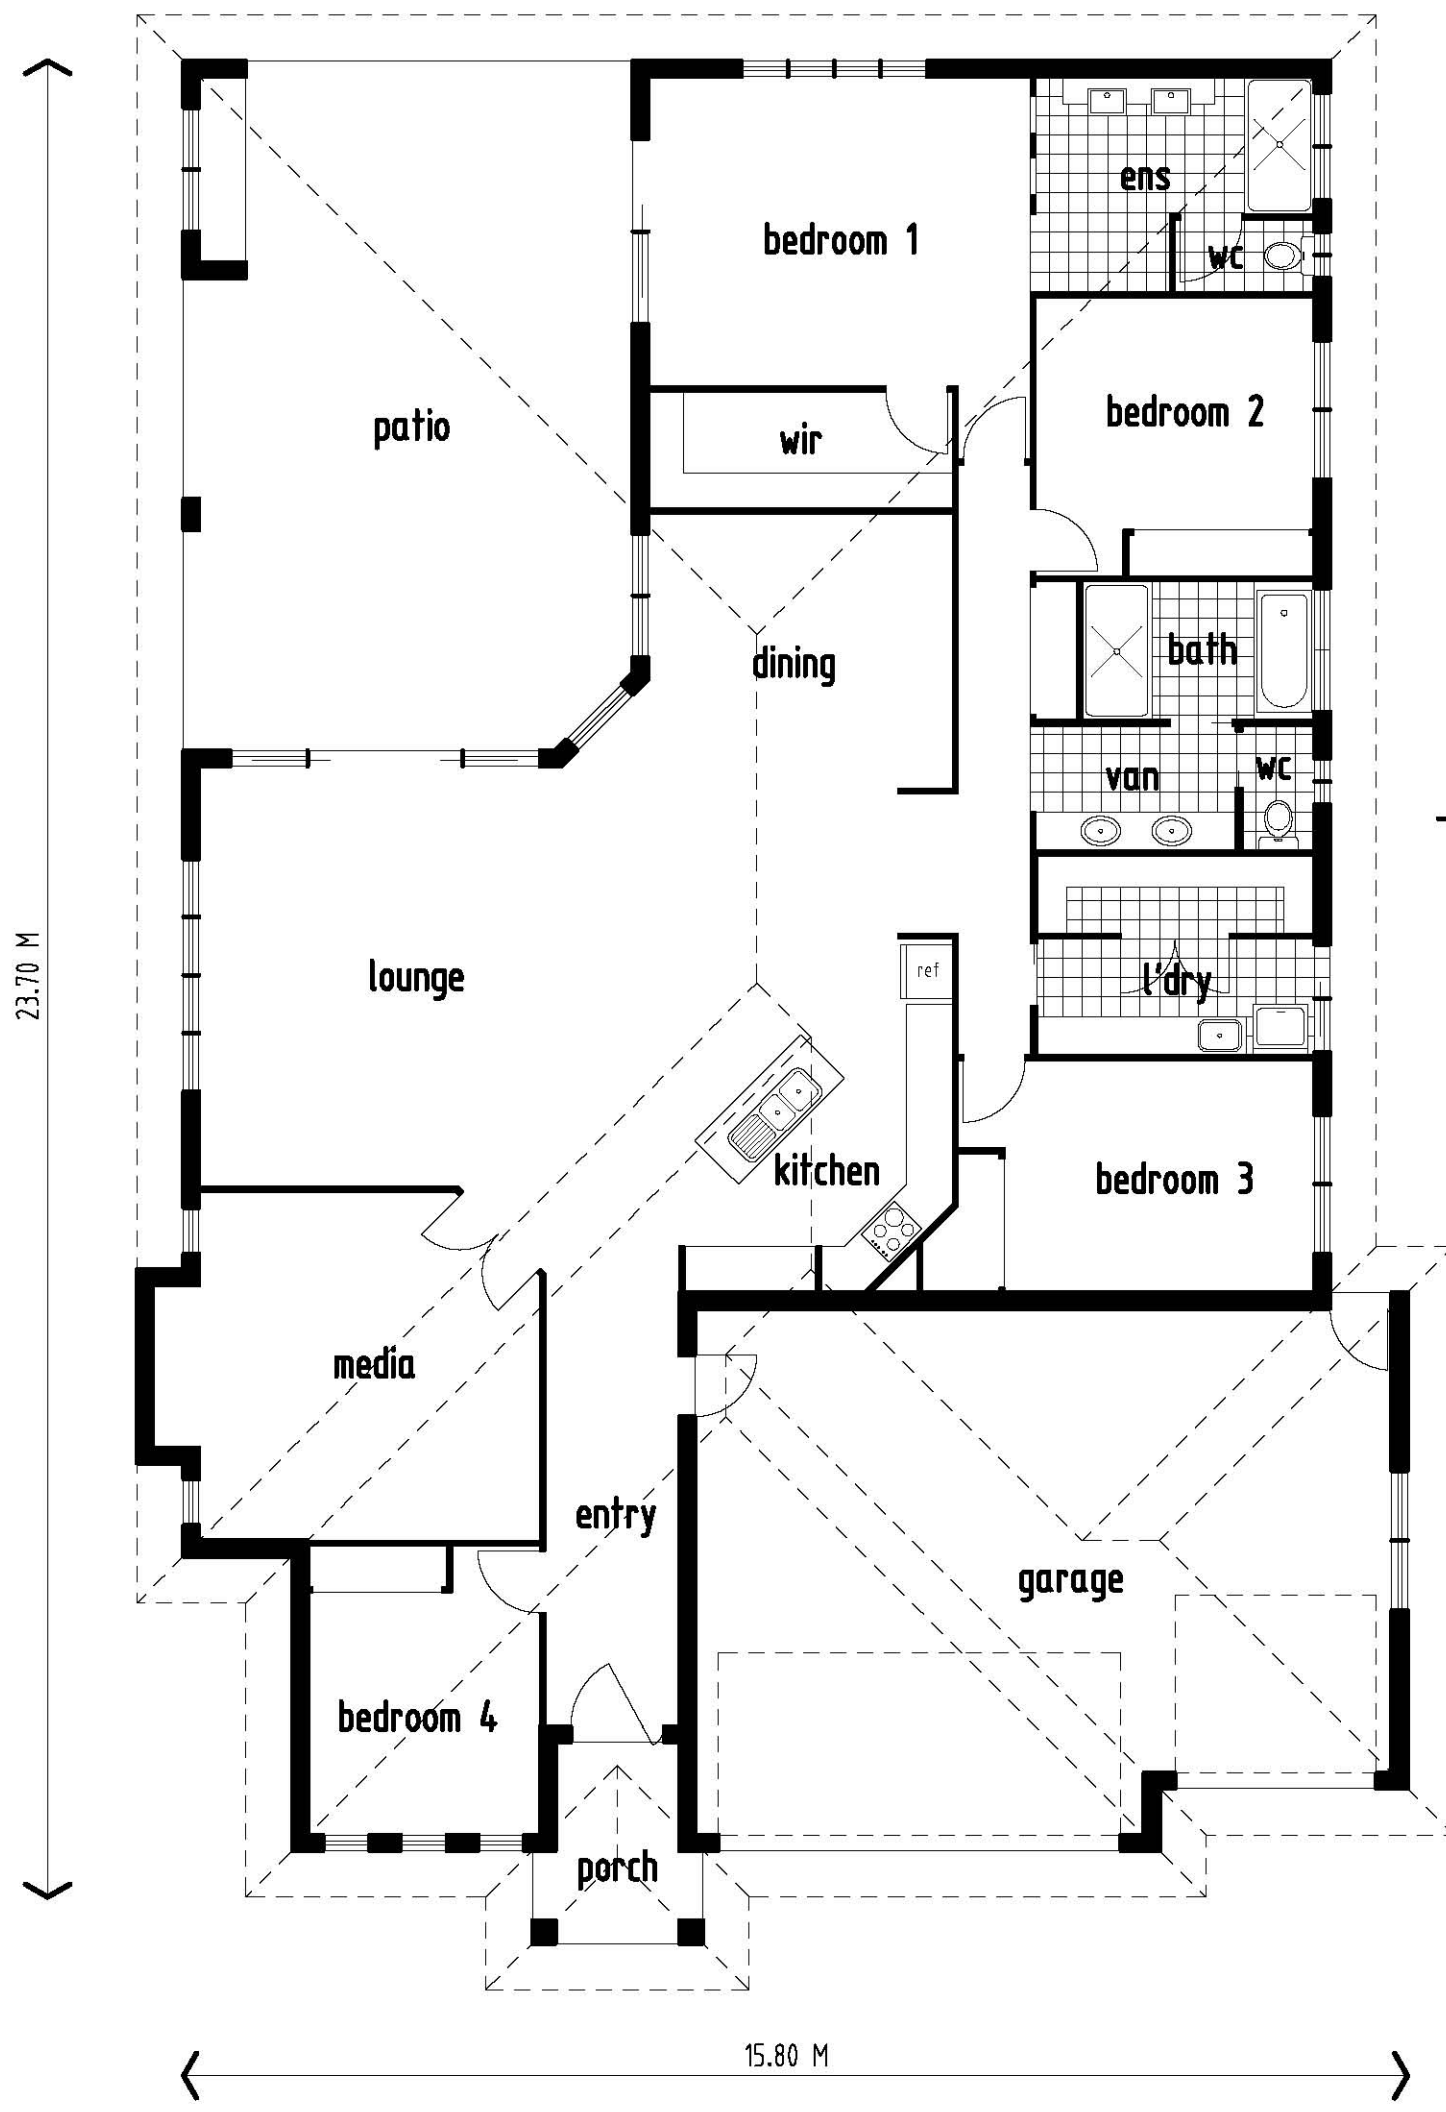 ens
bedroom 1
wc
bedroom 2
patio
wir
bath
dining
van
wc
lounge
ref
l'dry
23.70 M
kitchen
bedroom 3
media
entry
garage
bedroom 4
porch
15.80 M